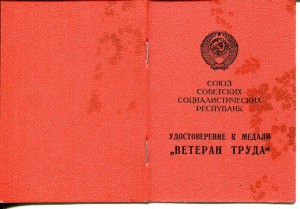 СОЮЗ
СОВЕТСКИХ
СОЦИАЛИСТИЧЕСКИХ
РЕСПУБЛИК
УДОСТОВЕРЕНИЕ К МЕДАЛИ
„ВЕТЕРАН ТРУДА“